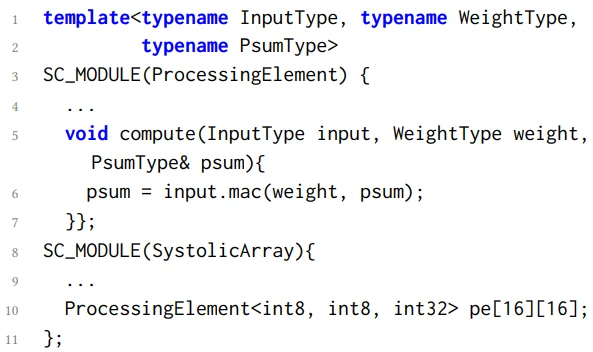 1 template<typename InputType, typename WeightType,
2 typename PsumType>
3 SC_MODULE(ProcessingElement) {
4 ...
5 void compute(InputType input, WeightType weight,
PsumType& psum){
6 psum = input.mac(weight, psum);
7 }};
8 SC_MODULE(SystolicArray){
9 ...
10 ProcessingElement<int8, int8, int32> pe[16][16];
11 };